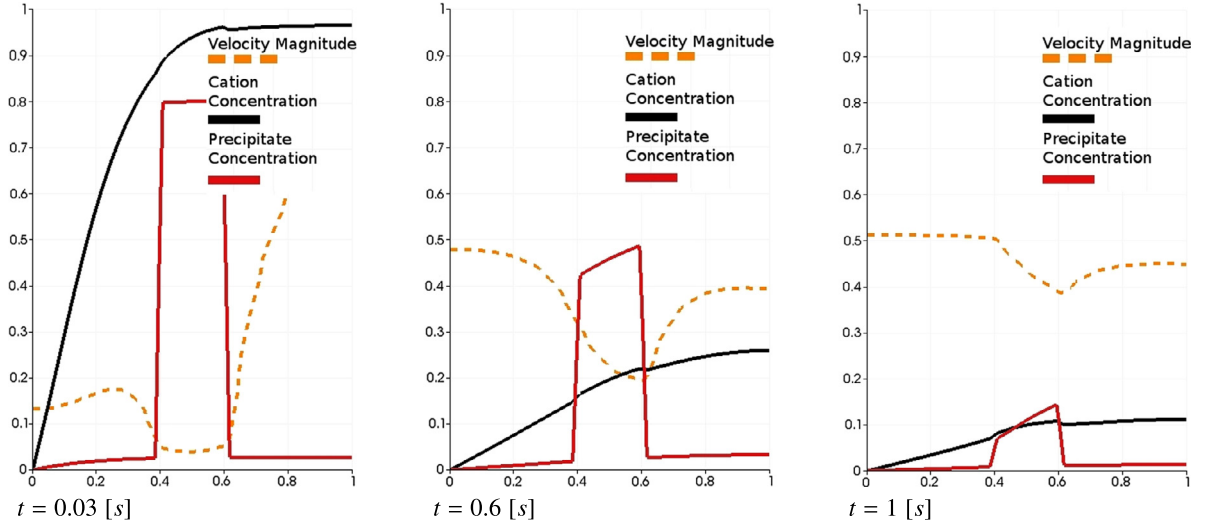 1
0.9
0.8
0.7
0.6
0.5
0.4
0.3
0.2
0.1
0
0 0.2 0.4 0.6 0.8 1
Velocity Magnitude
Cation
Concentration
Precipitate
Concentration
t = 0.03 [s]
1
0.9
0.8
0.7
0.6
0.5
0.4
0.3
0.2
0.1
0
0 0.2 0.4 0.6 0.8 1
Velocity Magnitude
Cation
Concentration
Precipitate
Concentration
t = 0.6 [s]
1
0.9
0.8
0.7
0.6
0.5
0.4
0.3
0.2
0.1
0
0 0.2 0.4 0.6 0.8 1
Velocity Magnitude
Cation
Concentration
Precipitate
Concentration
t = 1 [s]